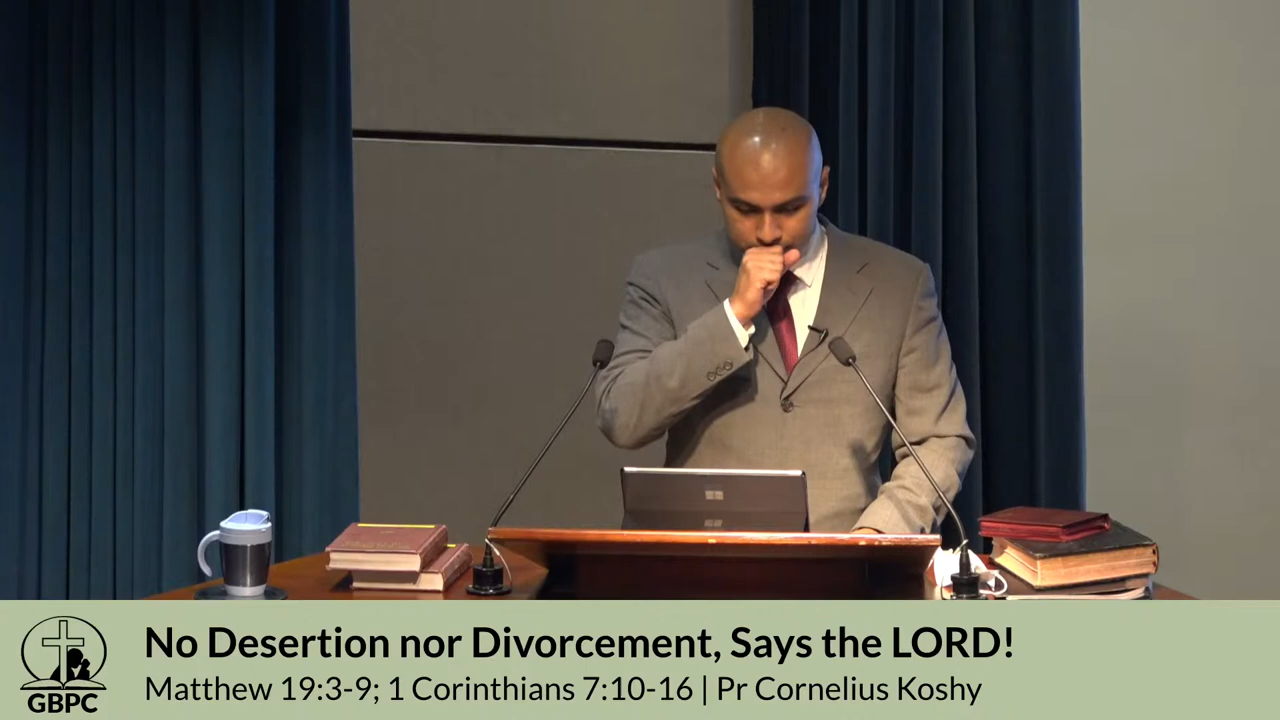 No Desertion nor Divorcement, Says the LORD!
Matthew 19:3-9; 1 Corinthians 7:10-16 | Pr Cornelius Koshy
GBPC